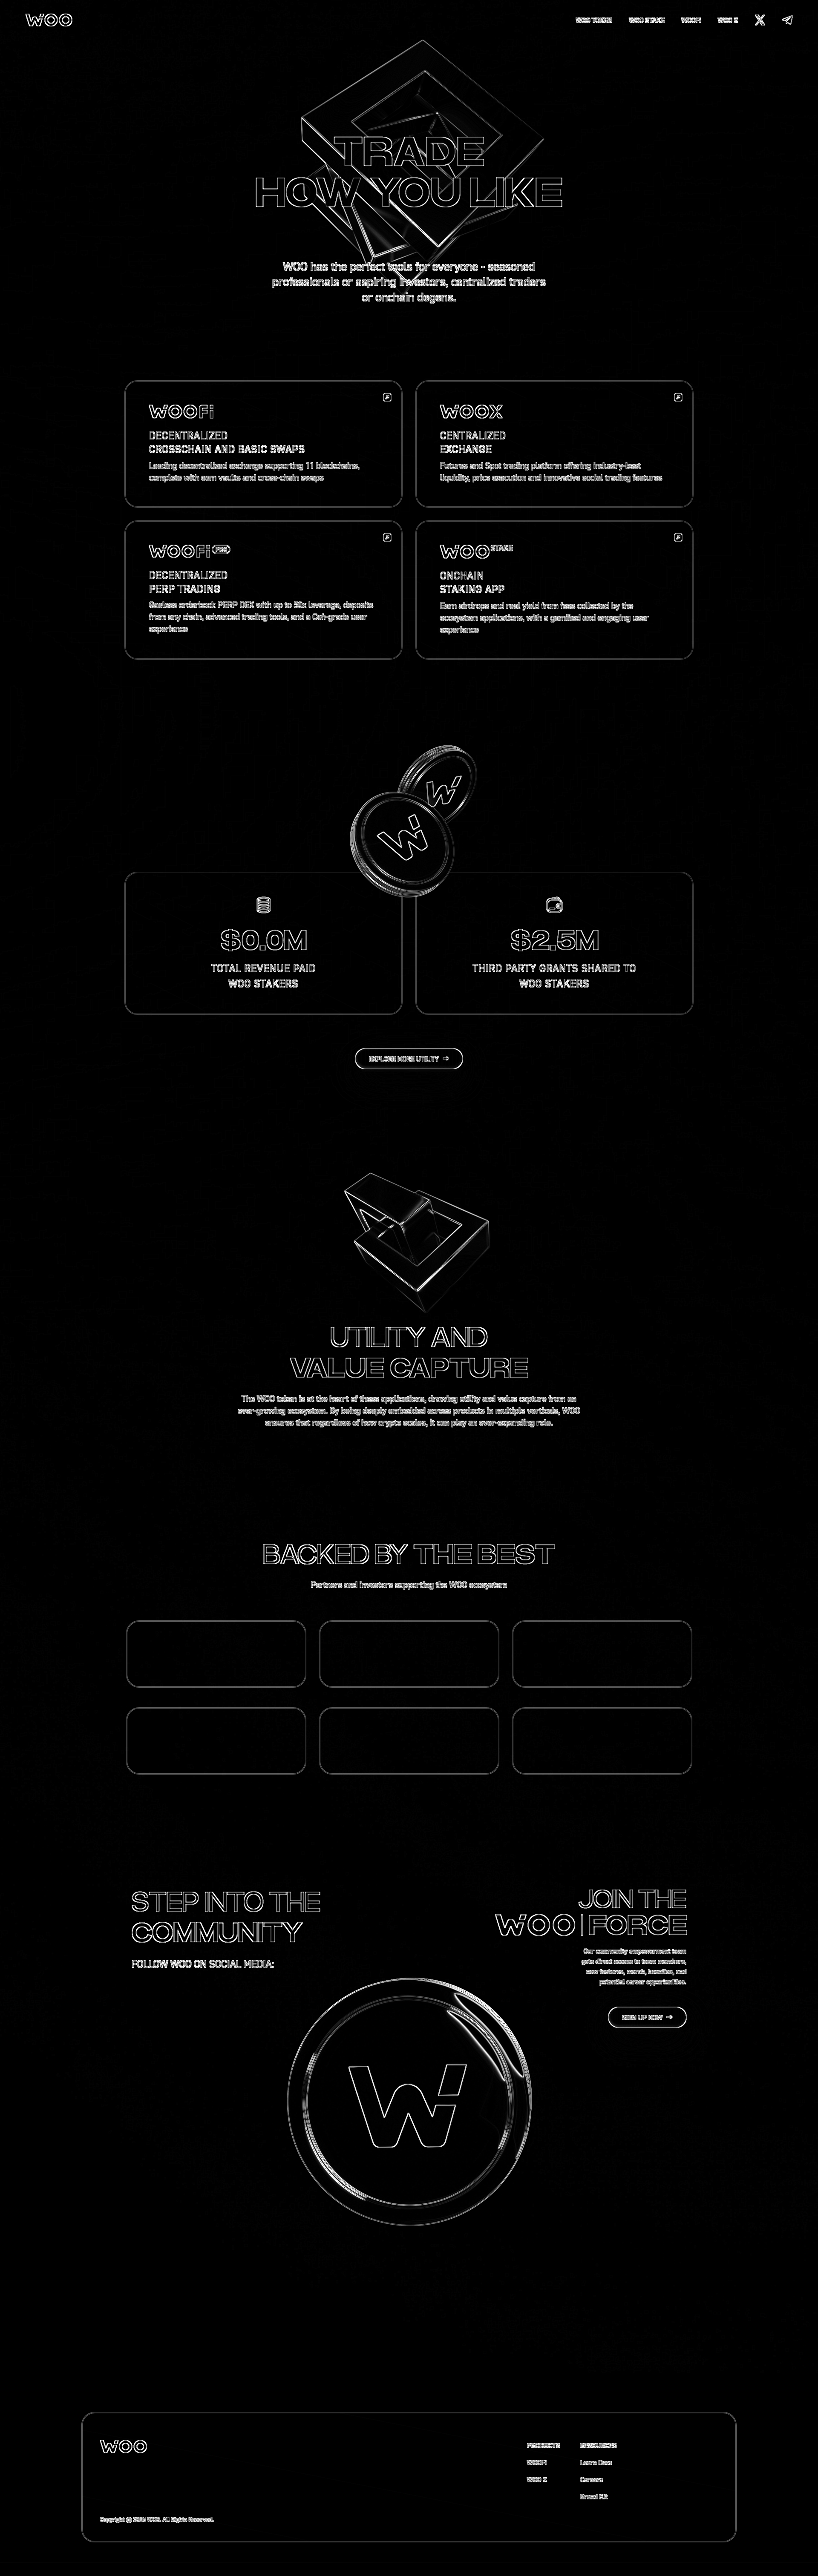 WOO
WOO TOKEN WOO STAKE WOOFI WOO X
TRADE
HOW YOU LIKE
WOO has the perfect tools for everyone - seasoned
professionals or aspiring investors, centralized traders
or onchain degens.
WOOFi
DECENTRALIZED
CROSSCHAIN AND BASIC SWAPS
Leading decentralized exchange supporting 11 blockchains,
complete with earn vaults and cross-chain swaps
WOOX
CENTRALIZED
EXCHANGE
Futures and Spot trading platform offering industry-best
liquidity, price execution and innovative social trading features
WOOFi PRO
DECENTRALIZED
PERP TRADING
Gasless orderbook PERP DEX with up to 50x leverage, deposits
from any chain, advanced trading tools, and a Cefi-grade user
experience
WOO STAKE
ONCHAIN
STAKING APP
Earn airdrops and real yield from fees collected by the
ecosystem applications, with a gamified and engaging user
experience
W
W
$0.0M
TOTAL REVENUE PAID
WOO STAKERS
$2.5M
THIRD PARTY GRANTS SHARED TO
WOO STAKERS
EXPLORE MORE UTILITY
UTILITY AND
VALUE CAPTURE
The WOO token is at the heart of these applications, drawing utility and value capture from an
ever-growing ecosystem. By being deeply embedded across products in multiple verticals, WOO
ensures that regardless of how crypto scales, it can play an ever-expanding role.
BACKED BY THE BEST
Partners and investors supporting the WOO ecosystem
STEP INTO THE
COMMUNITY
FOLLOW WOO ON SOCIAL MEDIA:
JOIN THE
WOO|FORCE
Our community empowerment team
gets direct access to team members,
new features, merch, bounties, and
potential career opportunities.
SIGN UP NOW
W
WOO
PRODUCTS RESOURCES
WOOFi Learn Docs
WOO X Careers
Brand Kit
Copyright © WOO. All Rights Reserved.